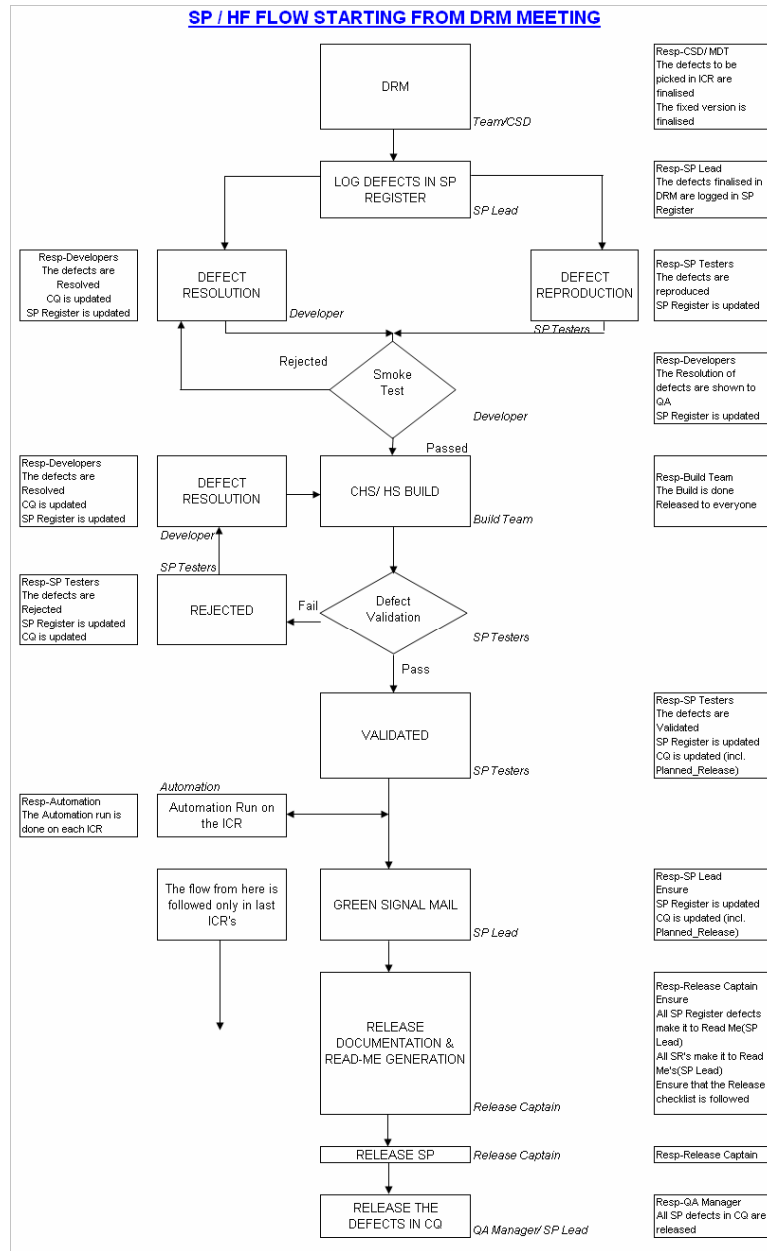 SP / HF FLOW STARTING FROM DRM MEETING
DRM
Team/CSD
Resp-CSD/ MDT
The defects to be
picked in ICR are
finalised
The fixed version is
finalised
LOG DEFECTS IN SP
REGISTER
SP Lead
Resp-SP Lead
The defects finalised in
DRM are logged in SP
Register
Resp-Developers
The defects are
Resolved
CQ is updated
SP Register is updated
DEFECT
RESOLUTION
Developer
DEFECT
REPRODUCTION
SP Testers
Resp-SP Testers
The defects are
reproduced
SP Register is updated
Rejected
Smoke
Test
Developer
Passed
Resp-Developers
The Resolution of
defects are shown to
QA
SP Register is updated
Resp-Developers
The defects are
Resolved
CQ is updated
SP Register is updated
DEFECT
RESOLUTION
Developer
CHS/ HS BUILD
Build Team
Resp-Build Team
The Build is done
Released to everyone
Resp-SP Testers
The defects are
Rejected
SP Register is updated
CQ is updated
SP Testers
REJECTED
Fail
Defect
Validation
SP Testers
Pass
VALIDATED
SP Testers
Resp-SP Testers
The defects are
Validated
SP Register is updated
CQ is updated (incl.
Planned_Release)
Resp-Automation
The Automation run is
done on each ICR
Automation
Automation Run on
the ICR
The flow from here is
followed only in last
ICR's
GREEN SIGNAL MAIL
SP Lead
Resp-SP Lead
Ensure
SP Register is updated
CQ is updated (incl.
Planned_Release)
RELEASE
DOCUMENTATION &
READ-ME GENERATION
Release Captain
Resp-Release Captain
Ensure
All SP Register defects
make it to Read Me(SP
Lead)
All SR's make it to Read
Me's(SP Lead)
Ensure that the Release
checklist is followed
RELEASE SP
Release Captain
Resp-Release Captain
RELEASE THE
DEFECTS IN CQ
QA Manager/ SP Lead
Resp-QA Manager
All SP defects in CQ are
released